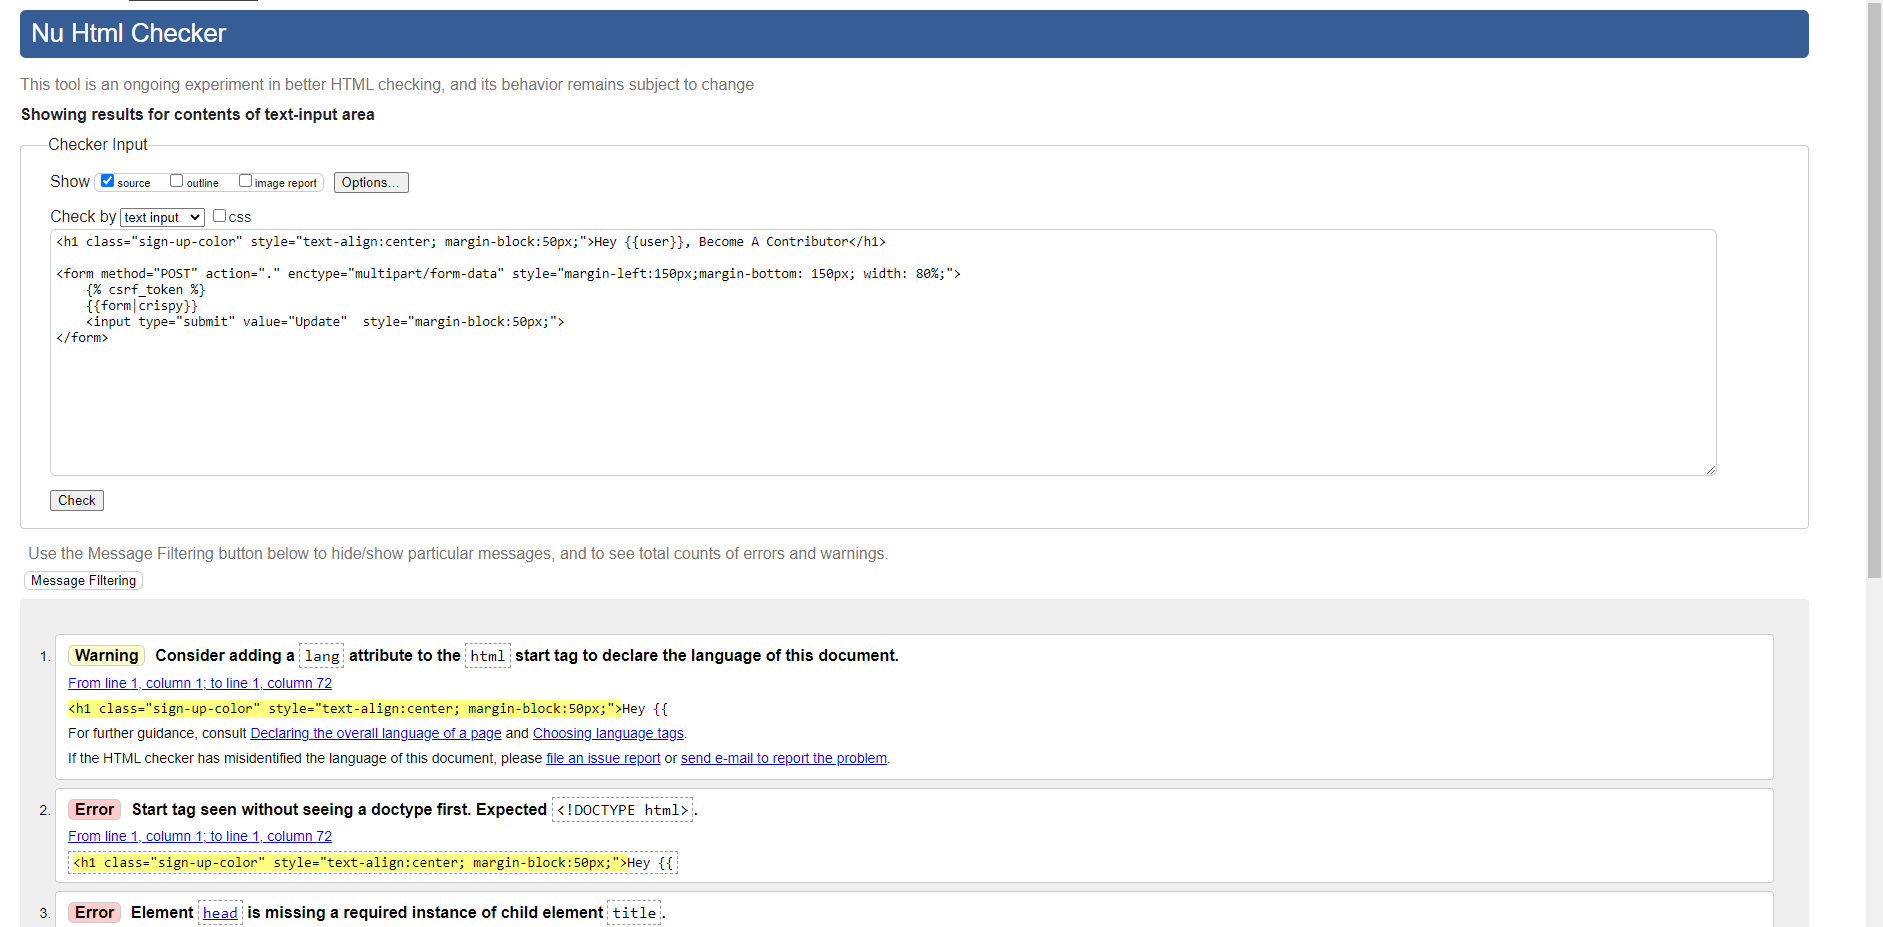 Nu Html Checker
This tool is an ongoing experiment in better HTML checking, and its behavior remains subject to change
Showing results for contents of text-input area
Checker Input
Show source outline image report Options...
Check by text input css
<h1 class="sign-up-color" style="text-align:center; margin-block:50px;">Hey {{user}}, Become A Contributor</h1>
<form method="POST" action="." enctype="multipart/form-data" style="margin-left:150px;margin-bottom: 150px; width: 80%;">
{% csrf_token %}
{{form|crispy}}
<input type="submit" value="Update"  style="margin-block:50px;">
</form>
Check
Use the Message Filtering button below to hide/show particular messages, and to see total counts of errors and warnings.
Message Filtering
1. Warning Consider adding a lang attribute to the html start tag to declare the language of this document.
From line 1, column 1; to line 1, column 72
<h1 class="sign-up-color" style="text-align:center; margin-block:50px;">Hey {{
For further guidance, consult Declaring the overall language of a page and Choosing language tags.
If the HTML checker has misidentified the language of this document, please file an issue report or send e-mail to report the problem.
2. Error Start tag seen without seeing a doctype first. Expected <!DOCTYPE html>.
From line 1, column 1; to line 1, column 72
<h1 class="sign-up-color" style="text-align:center; margin-block:50px;">Hey {{
3. Error Element head is missing a required instance of child element title.